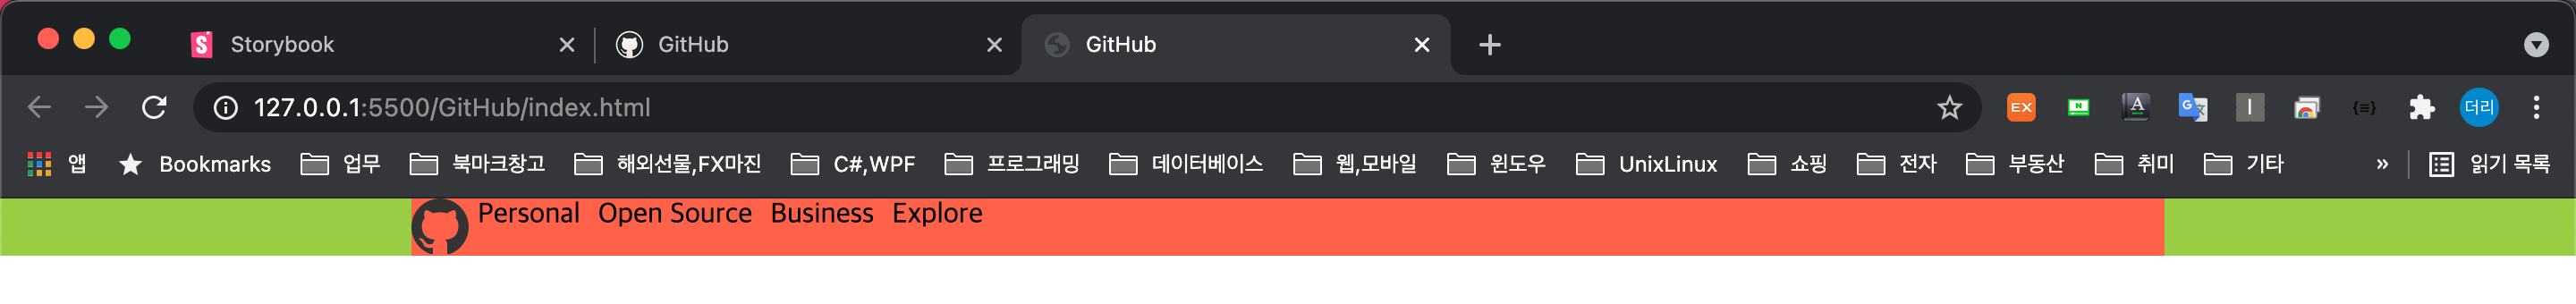 Storybook GitHub GitHub
127.0.0.1:5500/GitHub/index.html EX N A G 더리
앱 Bookmarks 업무 북마크창고 해외선물,FX마진 C#,WPF 프로그래밍 데이터베이스 웹,모바일 윈도우 UnixLinux 쇼핑 전자 부동산 취미 기타 » 읽기 목록
Personal Open Source Business Explore